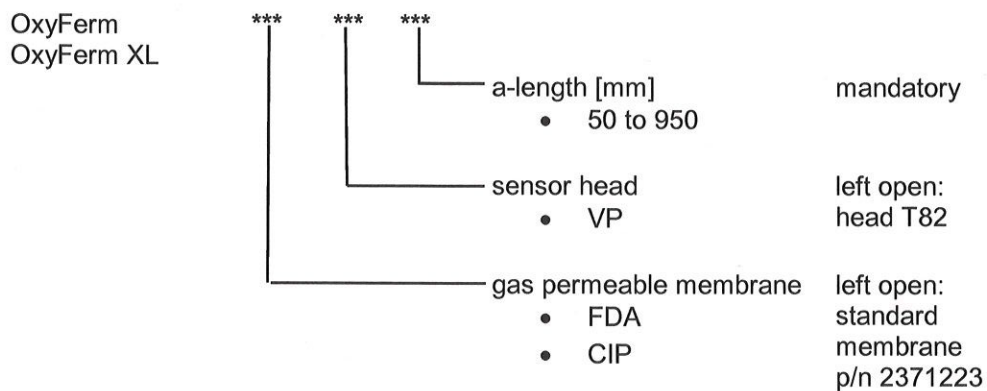 OxyFerm *** *** ***
OxyFerm XL
a-length [mm] mandatory
• 50 to 950
sensor head left open:
• VP head T82
gas permeable membrane left open:
• FDA standard
• CIP membrane
p/n 2371223